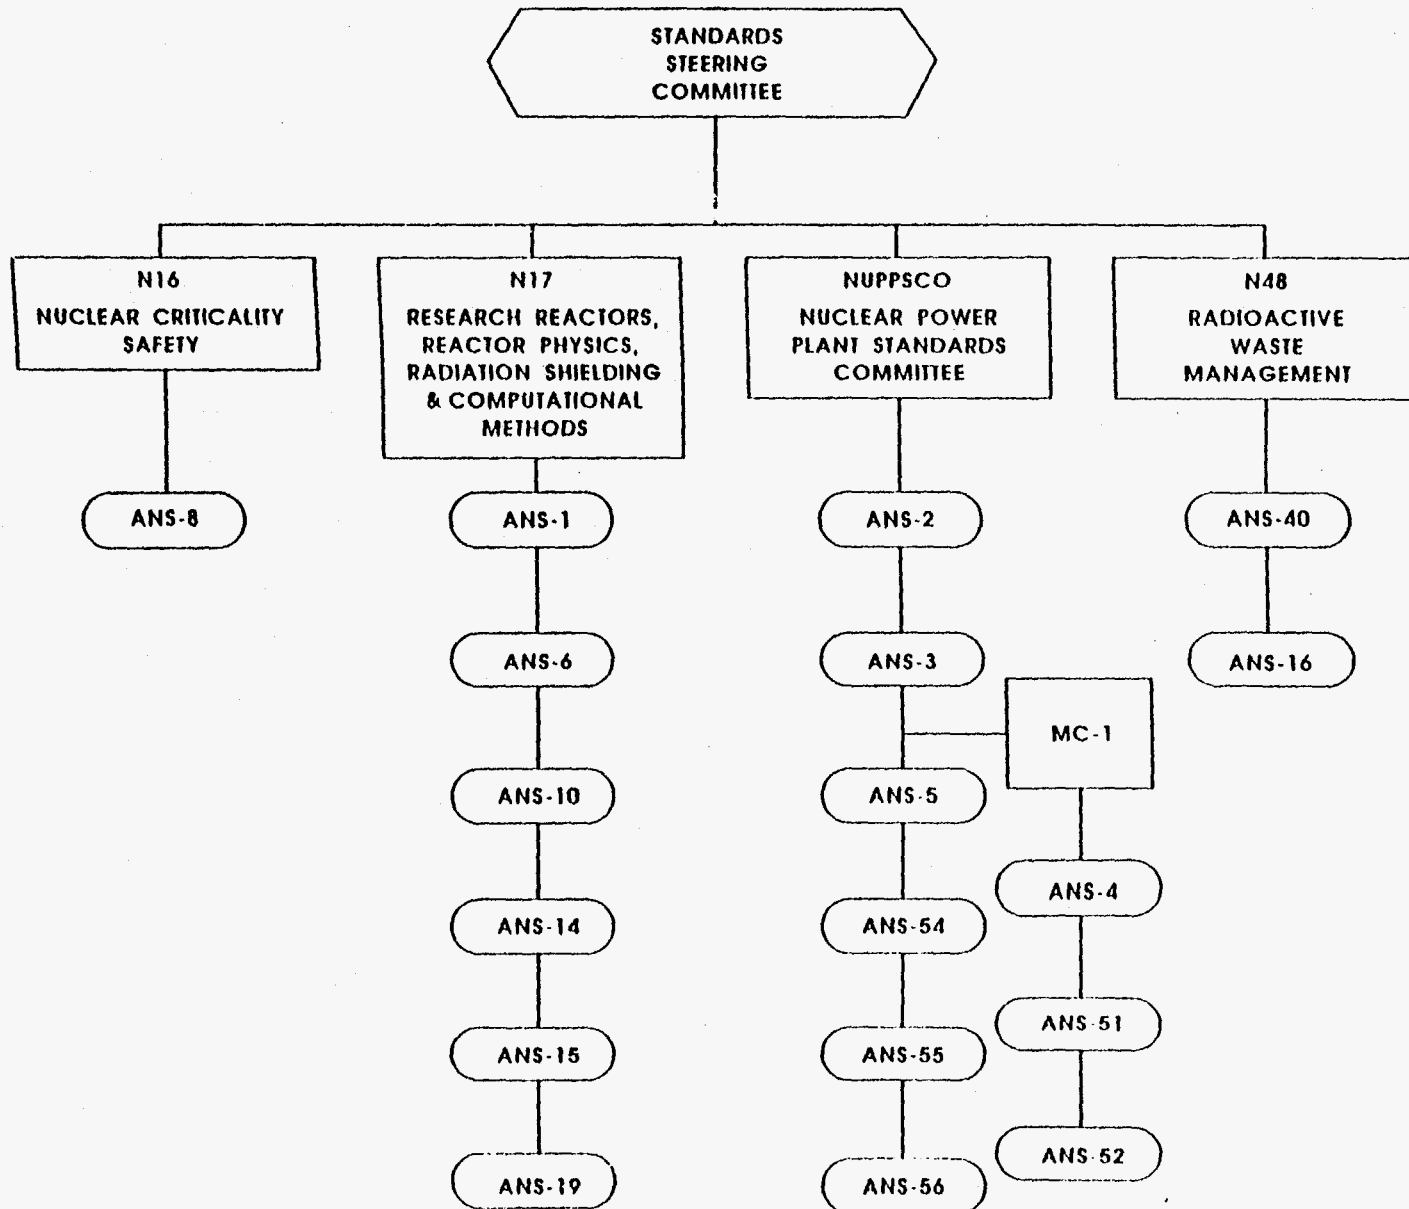 STANDARDS
STEERING
COMMITTEE
N16
NUCLEAR CRITICALITY
SAFETY
N17
RESEARCH REACTORS,
REACTOR PHYSICS,
RADIATION SHIELDING
& COMPUTATIONAL
METHODS
NUPPSCO
NUCLEAR POWER
PLANT STANDARDS
COMMITTEE
N48
RADIOACTIVE
WASTE
MANAGEMENT
ANS-8
ANS-1
ANS-6
ANS-10
ANS-14
ANS-15
ANS-19
ANS-2
ANS-3
ANS-5
ANS-54
ANS-55
ANS-56
MC-1
ANS-4
ANS-51
ANS-52
ANS-40
ANS-16